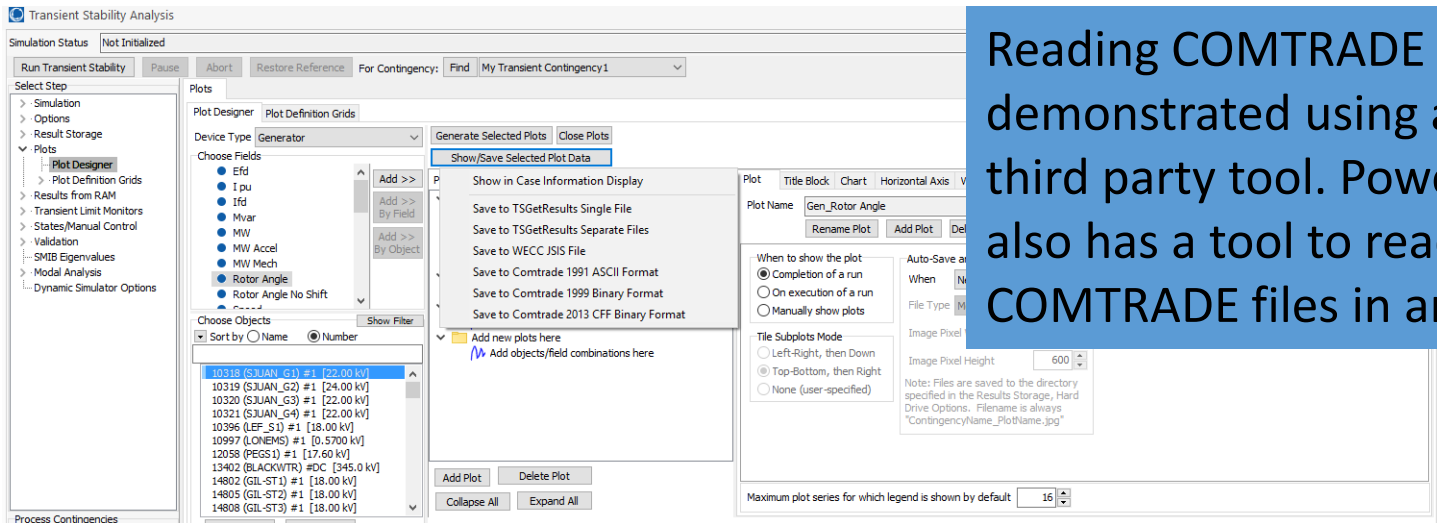 Transient Stability Analysis
Simulation Status Not Initialized
Run Transient Stability Pause Abort Restore Reference For Contingency: Find My Transient Contingency1
Select Step
Simulation
Options
Result Storage
Plots
Plot Designer
Plot Definition Grids
Results from RAM
Transient Limit Monitors
States/Manual Control
Validation
SMIB Eigenvalues
Modal Analysis
Dynamic Simulator Options
Process Contingencies
Plots
Plot Designer Plot Definition Grids
Device Type Generator
Choose Fields
Efd
I pu
Ifd
Mvar
MW
MW Accel
MW Mech
Rotor Angle
Rotor Angle No Shift
Add >>
Add >>
By Field
Add >>
By Object
Choose Objects Show Filter
Sort by Name Number
10318 (SJUAN_G1) #1 [22.00 kV]
10319 (SJUAN_G2) #1 [24.00 kV]
10320 (SJUAN_G3) #1 [22.00 kV]
10321 (SJUAN_G4) #1 [22.00 kV]
10396 (LEF_S1) #1 [18.00 kV]
10997 (LONEMS) #1 [0.5700 kV]
12058 (PEGS1) #1 [17.60 kV]
13402 (BLACKWTR) #DC [345.0 kV]
14802 (GIL-ST1) #1 [18.00 kV]
14805 (GIL-ST2) #1 [18.00 kV]
14808 (GIL-ST3) #1 [18.00 kV]
Generate Selected Plots Close Plots
Show/Save Selected Plot Data
Show in Case Information Display
Save to TSGetResults Single File
Save to TSGetResults Separate Files
Save to WECC JSIS File
Save to Comtrade 1991 ASCII Format
Save to Comtrade 1999 Binary Format
Save to Comtrade 2013 CFF Binary Format
Add new plots here
Add objects/field combinations here
Add Plot Delete Plot
Collapse All Expand All
Plot Title Block Chart Horizontal Axis
Plot Name Gen_Rotor Angle
Rename Plot Add Plot
When to show the plot
Completion of a run
On execution of a run
Manually show plots
Tile Subplots Mode
Left-Right, then Down
Top-Bottom, then Right
None (user-specified)
When
File Type
Image Pixel
Image Pixel Height 600
Note: Files are saved to the directory
specified in the Results Storage, Hard
Drive Options. Filename is always
"ContingencyName_PlotName.jpg"
Maximum plot series for which legend is shown by default 16
Reading COMTRADE
demonstrated using a
third party tool. Pow
also has a tool to rea
COMTRADE files in a